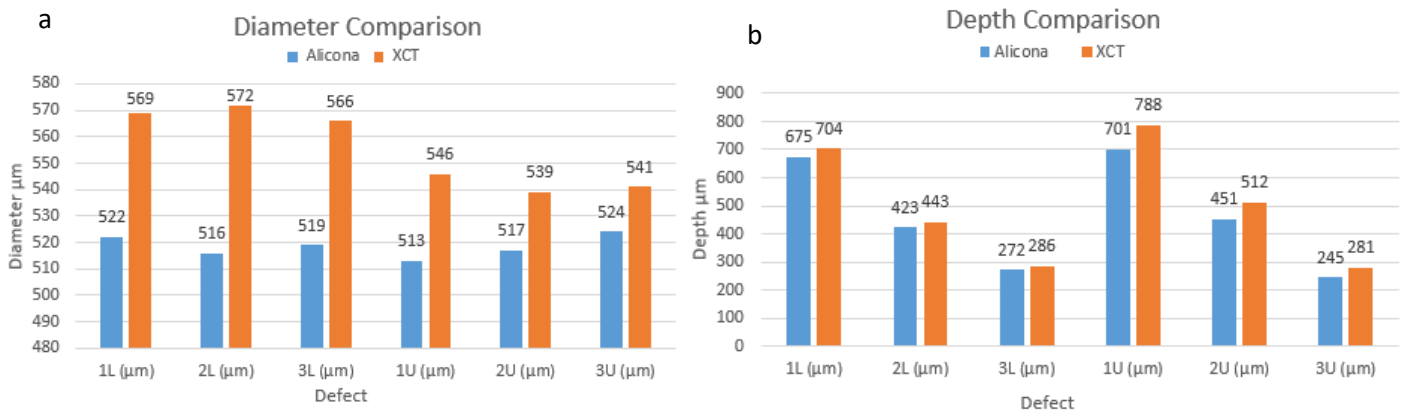 a
Diameter Comparison
Alicona XCT
580
570
560
550
540
530
520
510
500
490
480
Diameter µm
522 569
516 572
519 566
513 546
517 539
524 541
1L (µm) 2L (µm) 3L (µm) 1U (µm) 2U (µm) 3U (µm)
Defect
b
Depth Comparison
Alicona XCT
900
800
700
600
500
400
300
200
100
0
Depth µm
675 704
423 443
272 286
701 788
451 512
245 281
1L (µm) 2L (µm) 3L (µm) 1U (µm) 2U (µm) 3U (µm)
Defect